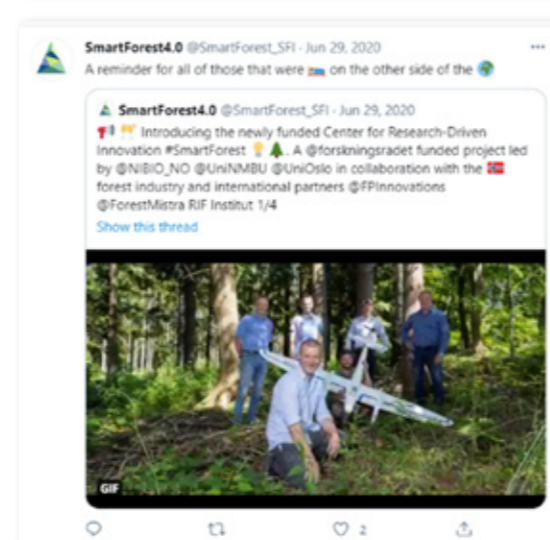 SmartForest4.0 @SmartForest_SFI · Jun 29, 2020
A reminder for all of those that were 🛌 on the other side of the 🌍
SmartForest4.0 @SmartForest_SFI · Jun 29, 2020
Introducing the newly funded Center for Research-Driven
Innovation #SmartForest 💡🌲. A @forskningsradet funded project led
by @NIBIO_NO @UniNMBU @UniOslo in collaboration with the 🇳🇴
forest industry and international partners @FPInnovations
@ForestMistra RIF Institut 1/4
Show this thread
GIF
2